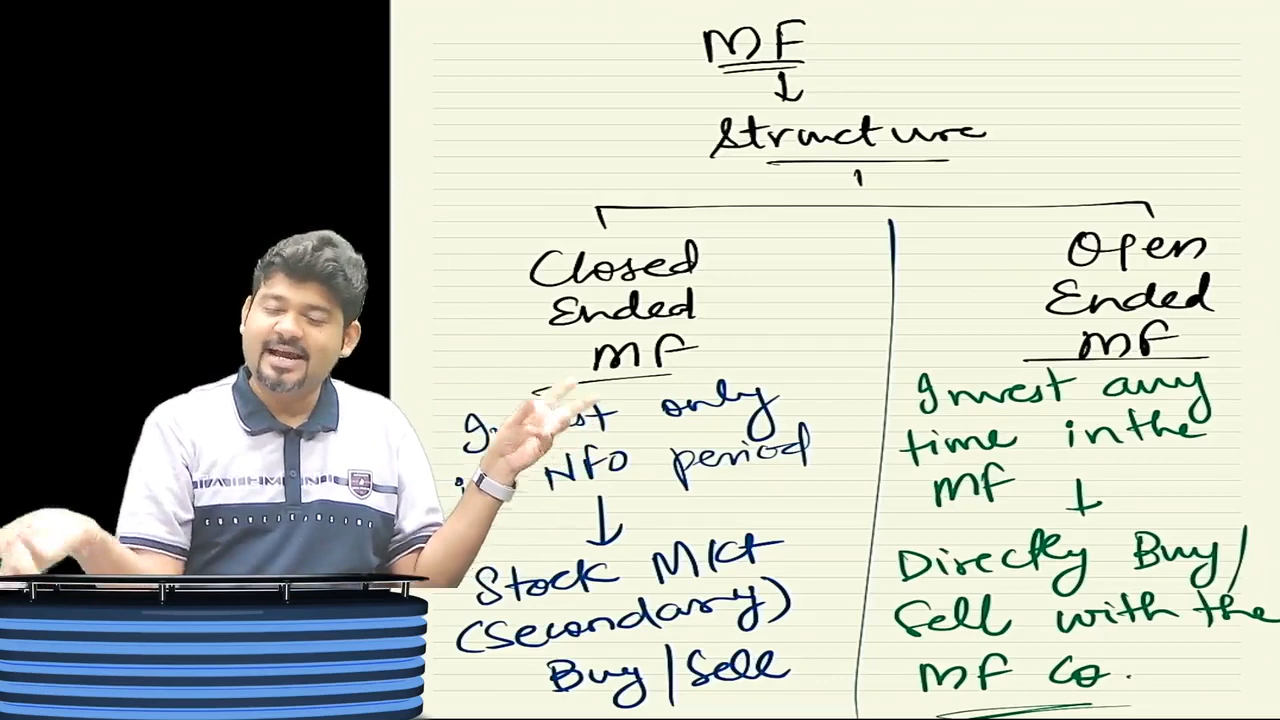 MF
Structure
Closed
Ended
MF
only
NFO period
Stock Mkt
(Secondary)
Buy/Sell
Open
Ended
MF
Invest any
time in the
MF
Directly Buy/
Sell with the
MF Co.